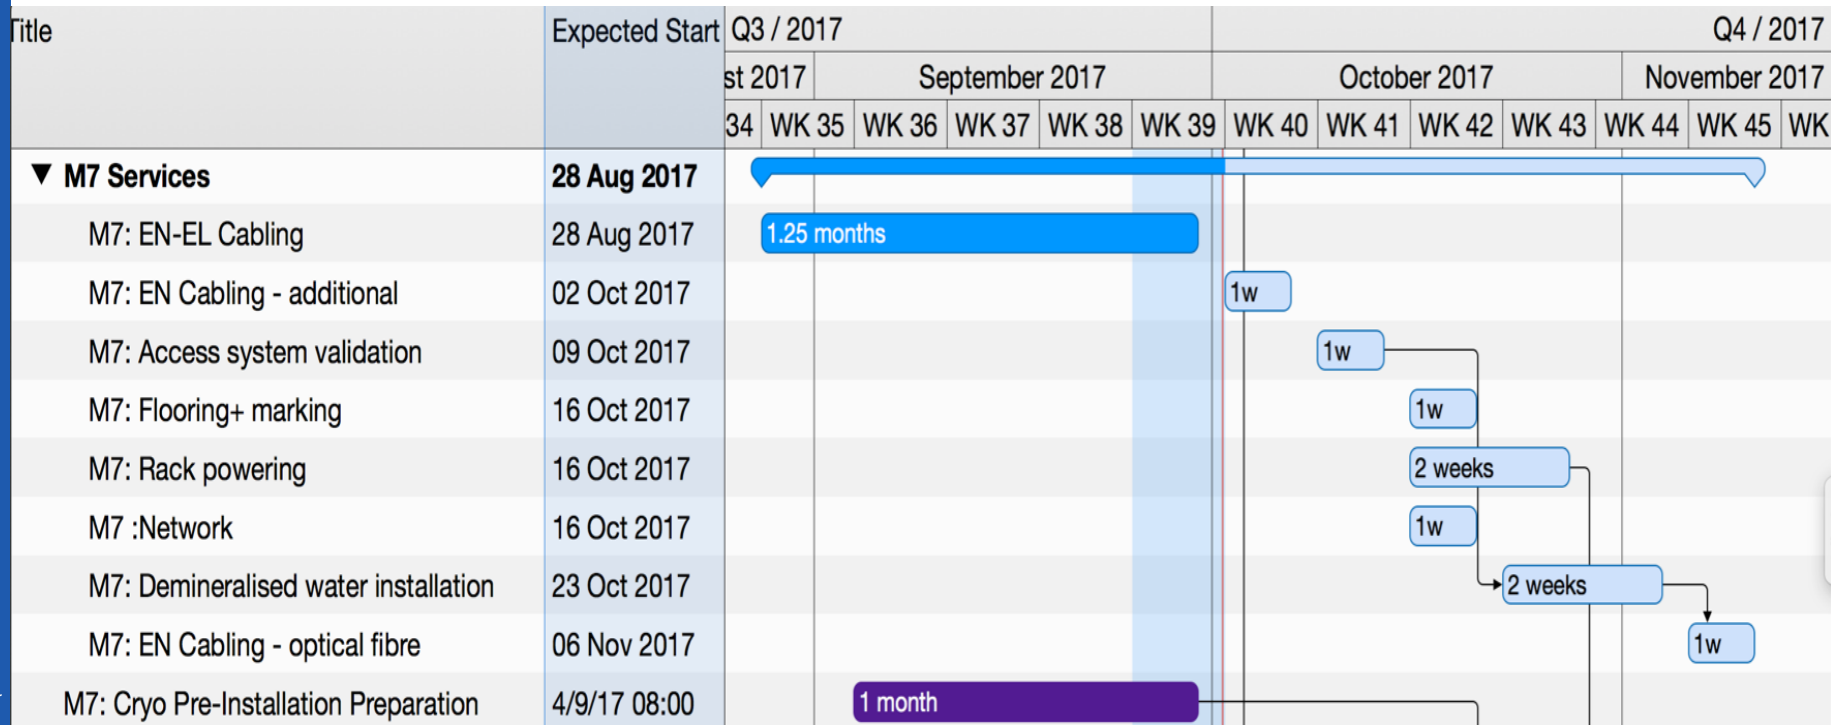 Title Expected Start Q3 / 2017 Q4 / 2017
st 2017 September 2017 October 2017 November 2017
34 WK 35 WK 36 WK 37 WK 38 WK 39 WK 40 WK 41 WK 42 WK 43 WK 44 WK 45 WK
▼ M7 Services 28 Aug 2017
M7: EN-EL Cabling 28 Aug 2017 1.25 months
M7: EN Cabling - additional 02 Oct 2017 1w
M7: Access system validation 09 Oct 2017 1w
M7: Flooring+ marking 16 Oct 2017 1w
M7: Rack powering 16 Oct 2017 2 weeks
M7 :Network 16 Oct 2017 1w
M7: Demineralised water installation 23 Oct 2017 2 weeks
M7: EN Cabling - optical fibre 06 Nov 2017 1w
M7: Cryo Pre-Installation Preparation 4/9/17 08:00 1 month